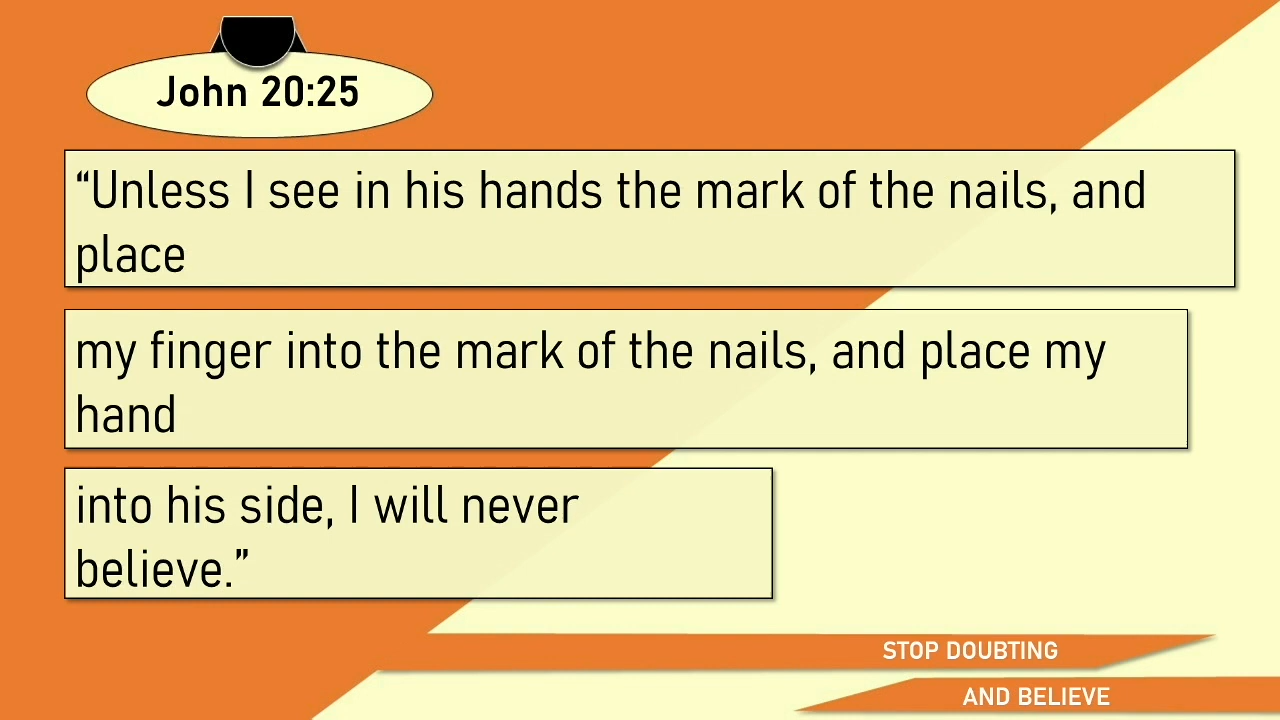 John 20:25
“Unless I see in his hands the mark of the nails, and
place
my finger into the mark of the nails, and place my
hand
into his side, I will never
believe.”
STOP DOUBTING
AND BELIEVE